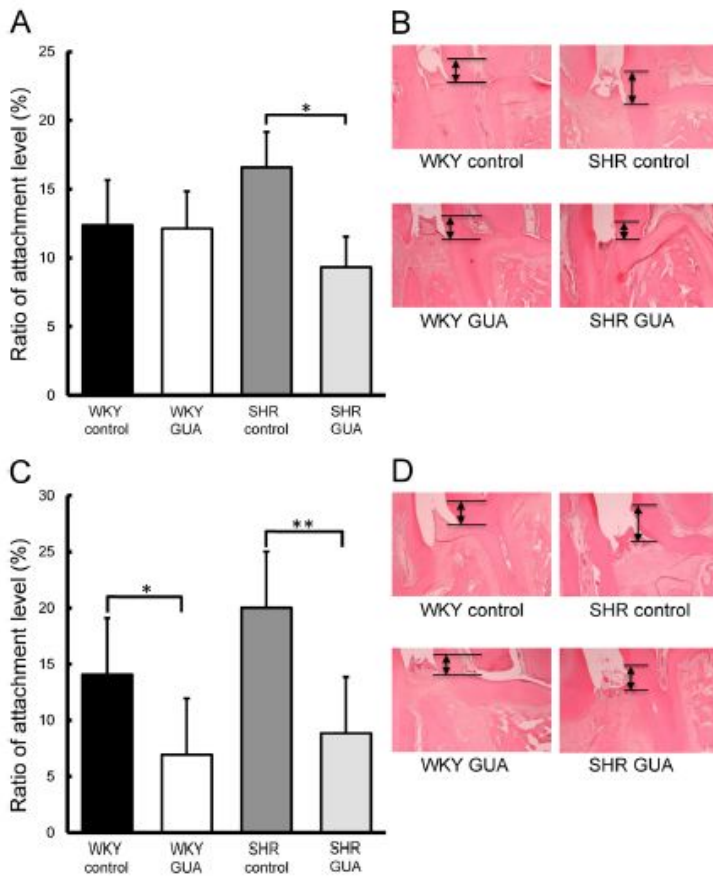 A
Ratio of attachment level (%)
25
20
15
10
5
0
*
WKY control
WKY GUA
SHR control
SHR GUA
B
WKY control
SHR control
WKY GUA
SHR GUA
C
Ratio of attachment level (%)
30
25
20
15
10
5
0
*
**
WKY control
WKY GUA
SHR control
SHR GUA
D
WKY control
SHR control
WKY GUA
SHR GUA